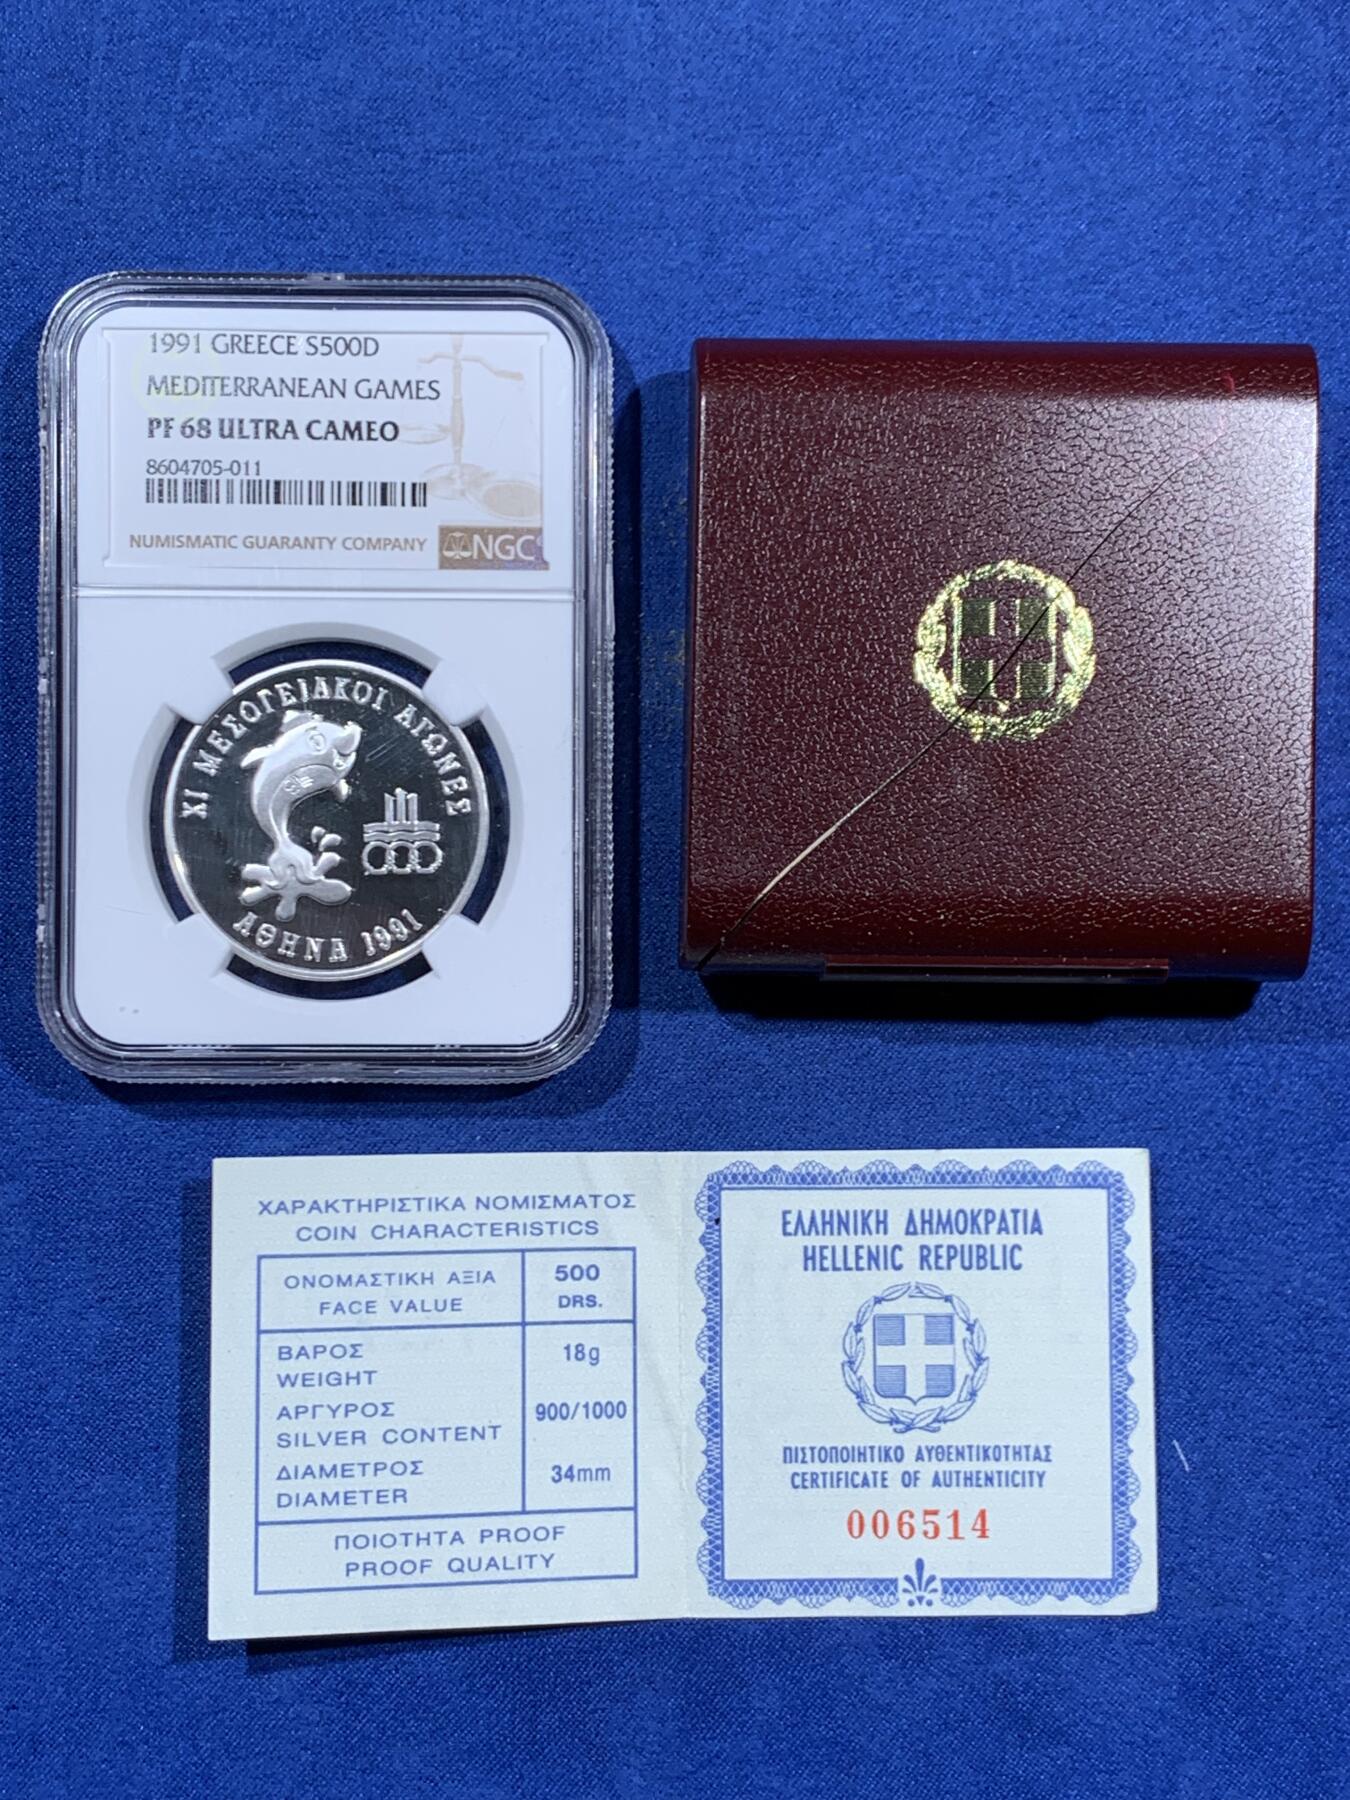 1991 GREECE S500D
MEDITERRANEAN GAMES
PF 68 ULTRA CAMEO
8604705-011
NUMISMATIC GUARANTY COMPANY
NGC
XI ΜΕΣΟΓΕΙΑΚΟΙ ΑΓΩΝΕΣ
ΑΘΗΝΑ 1991
ΧΑΡΑΚΤΗΡΙΣΤΙΚΑ ΝΟΜΙΣΜΑΤΟΣ
COIN CHARACTERISTICS
ΟΝΟΜΑΣΤΙΚΗ ΑΞΙΑ
FACE VALUE
500
DRS.
ΒΑΡΟΣ
WEIGHT
18g
ΑΡΓΥΡΟΣ
SILVER CONTENT
900/1000
ΔΙΑΜΕΤΡΟΣ
DIAMETER
34mm
ΠΟΙΟΤΗΤΑ PROOF
PROOF QUALITY
ΕΛΛΗΝΙΚΗ ΔΗΜΟΚΡΑΤΙΑ
HELLENIC REPUBLIC
ΠΙΣΤΟΠΟΙΗΤΙΚΟ ΑΥΘΕΝΤΙΚΟΤΗΤΑΣ
CERTIFICATE OF AUTHENTICITY
006514